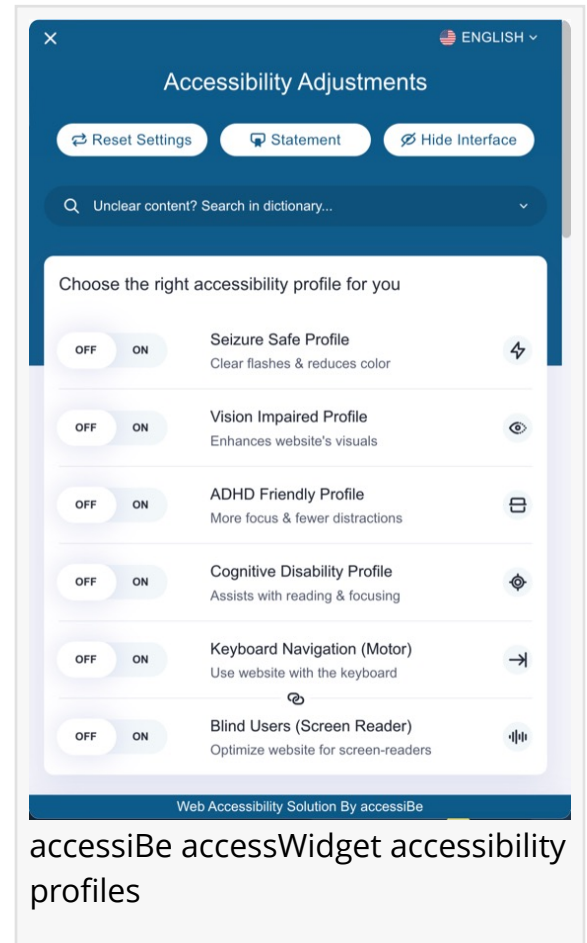 ENGLISH
Accessibility Adjustments
Reset Settings
Statement
Hide Interface
Unclear content? Search in dictionary...
Choose the right accessibility profile for you
OFF ON
Seizure Safe Profile
Clear flashes & reduces color
OFF ON
Vision Impaired Profile
Enhances website's visuals
OFF ON
ADHD Friendly Profile
More focus & fewer distractions
OFF ON
Cognitive Disability Profile
Assists with reading & focusing
OFF ON
Keyboard Navigation (Motor)
Use website with the keyboard
OFF ON
Blind Users (Screen Reader)
Optimize website for screen-readers
Web Accessibility Solution By accessiBe
accessiBe accessWidget accessibility
profiles